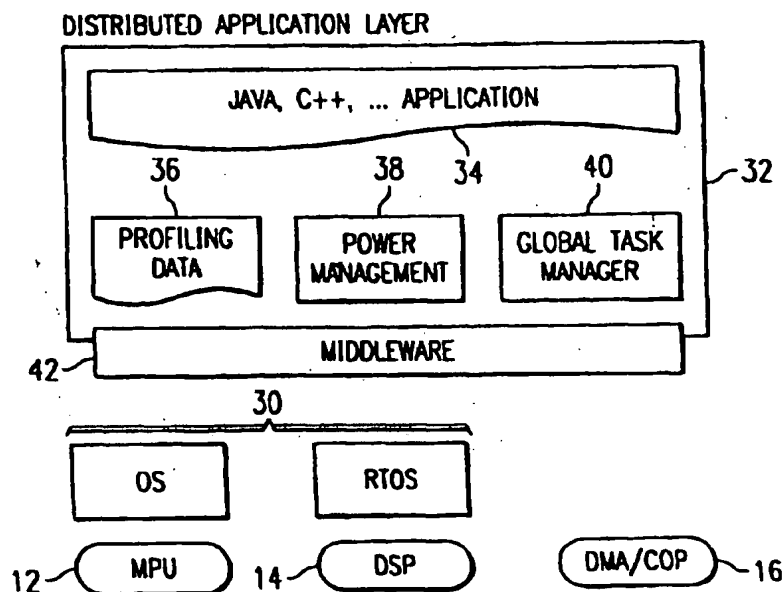 DISTRIBUTED APPLICATION LAYER
JAVA, C++, ... APPLICATION
36
38
34
40
32
PROFILING
DATA
POWER
MANAGEMENT
GLOBAL TASK
MANAGER
42
MIDDLEWARE
30
OS
RTOS
12
MPU
14
DSP
DMA/COP
16